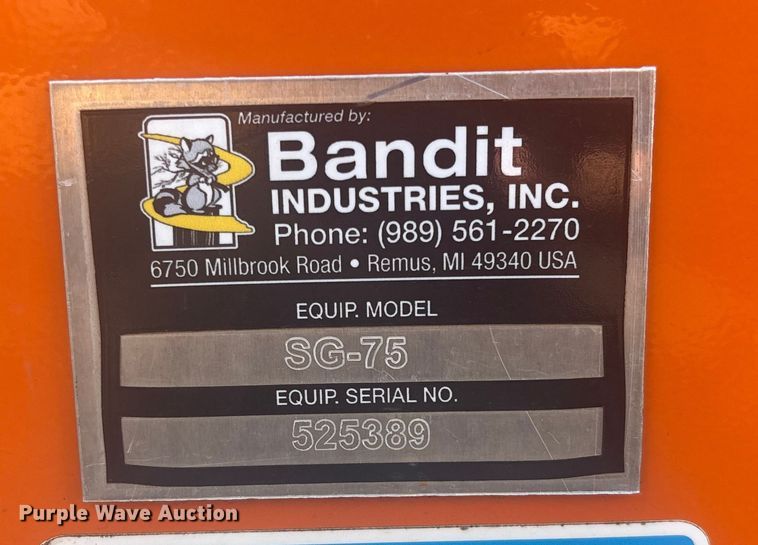 Manufactured by:
Bandit
INDUSTRIES, INC.
Phone: (989) 561-2270
6750 Millbrook Road • Remus, MI 49340 USA
EQUIP. MODEL
SG-75
EQUIP. SERIAL NO.
525389
Purple Wave Auction